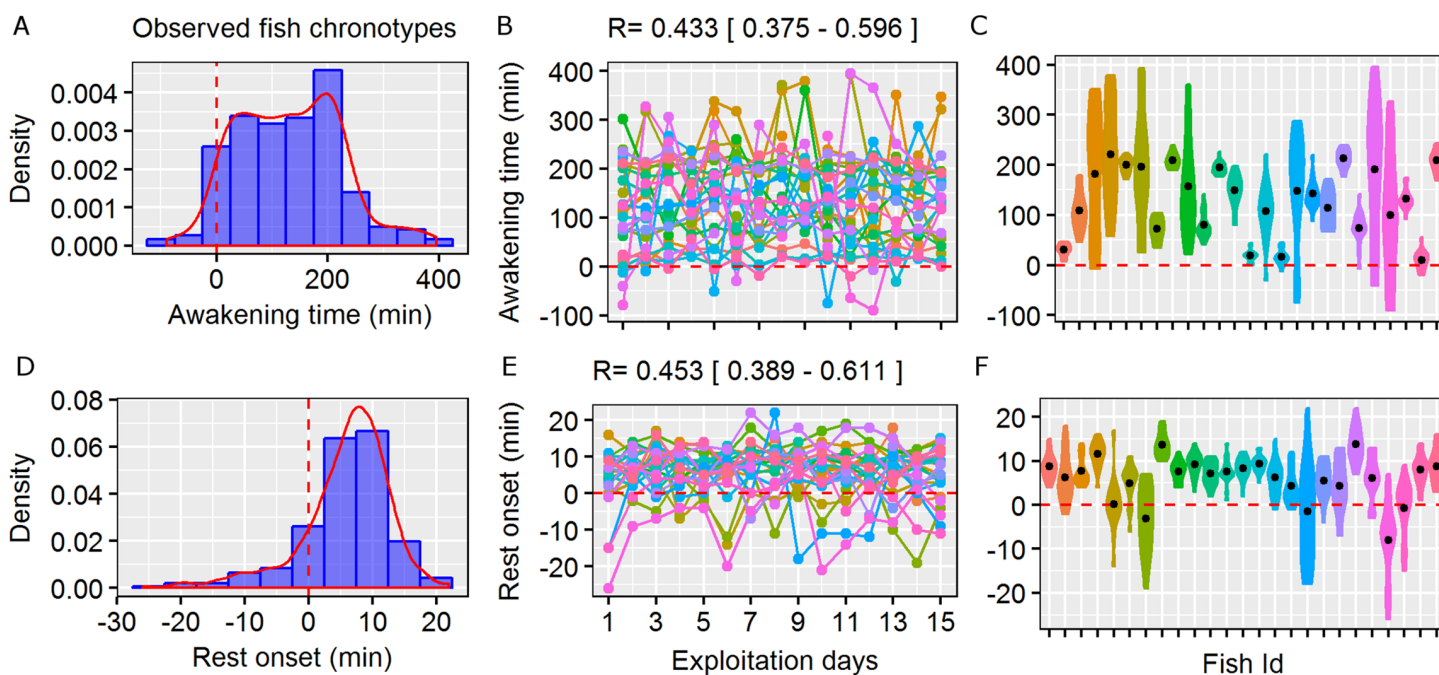 A
Observed fish chronotypes
0.004
0.003
0.002
0.001
0.000
Density
0
200
400
Awakening time (min)
B
R= 0.433 [ 0.375 - 0.596 ]
400
300
200
100
0
-100
Awakening time (min)
C
400
300
200
100
0
-100
D
0.08
0.06
0.04
0.02
0.00
Density
-30
-20
-10
0
10
20
Rest onset (min)
E
R= 0.453 [ 0.389 - 0.611 ]
20
10
0
-10
-20
Rest onset (min)
1
3
5
7
9
11
13
15
Exploitation days
F
20
10
0
-10
-20
Fish Id